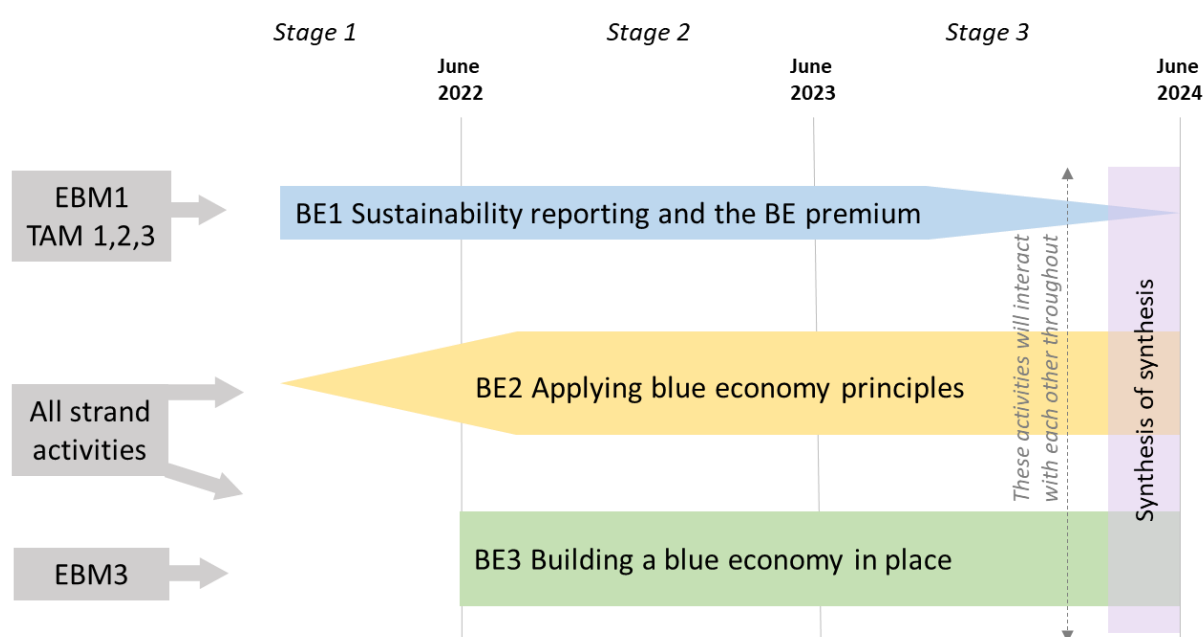 Stage 1
Stage 2
Stage 3
June
2022
June
2023
June
2024
EBM1
TAM 1,2,3
BE1 Sustainability reporting and the BE premium
All strand
activities
BE2 Applying blue economy principles
EBM3
BE3 Building a blue economy in place
These activities will interact
with each other throughout
Synthesis of synthesis